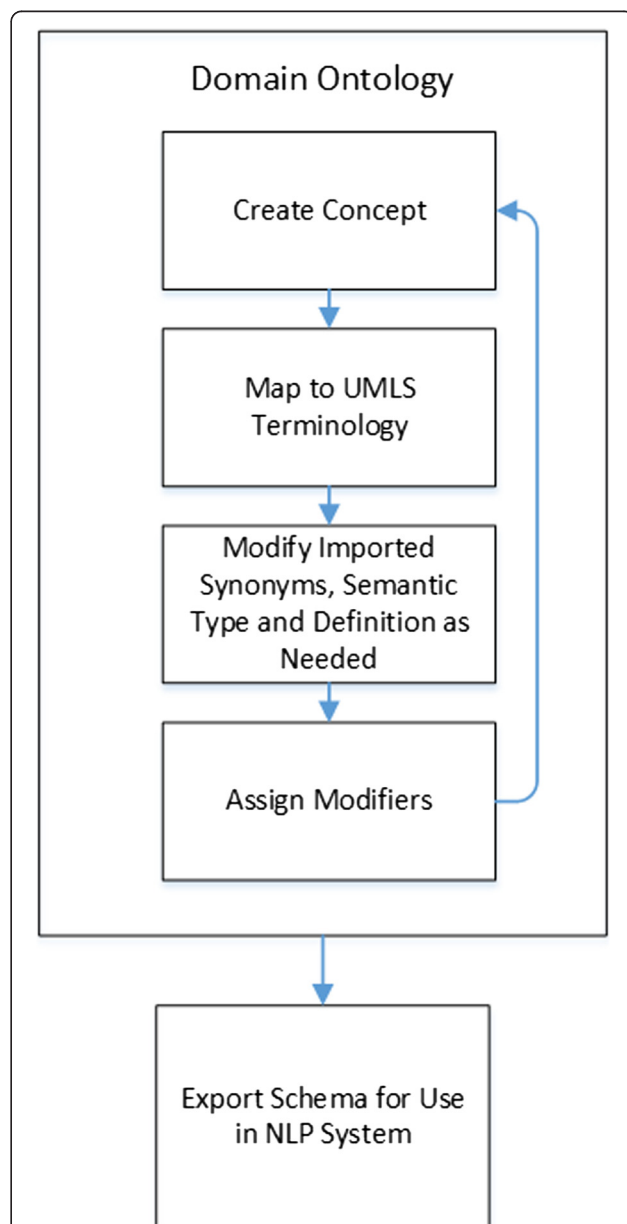 Domain Ontology
Create Concept
Map to UMLS
Terminology
Modify Imported
Synonyms, Semantic
Type and Definition as
Needed
Assign Modifiers
Export Schema for Use
in NLP System